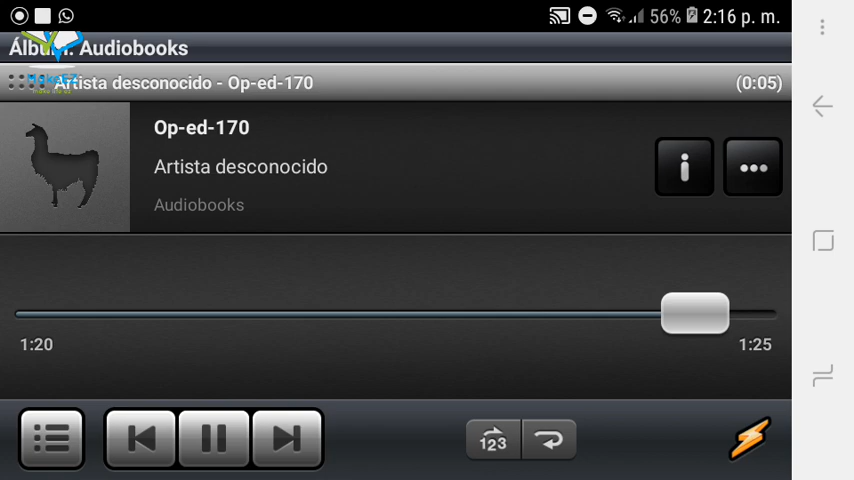 56% 2:16 p. m.
Álbum: Audiobooks
Artista desconocido - Op-ed-170 (0:05)
Op-ed-170
Artista desconocido
Audiobooks
1:20 1:25
123